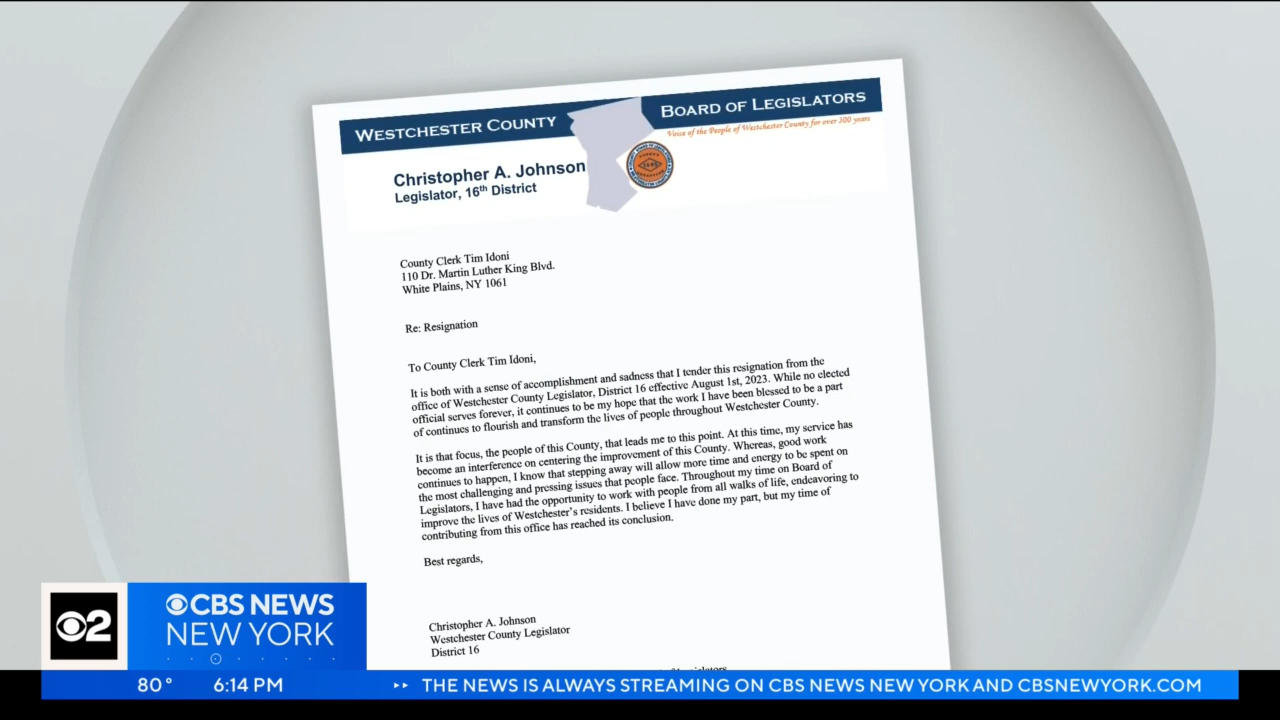 WESTCHESTER COUNTY
BOARD OF LEGISLATORS
Voice of the People of Westchester County for over 300 years
Christopher A. Johnson
Legislator, 16th District
County Clerk Tim Idoni
110 Dr. Martin Luther King Blvd.
White Plains, NY 1061
Re: Resignation
To County Clerk Tim Idoni,
It is both with a sense of accomplishment and sadness that I tender this resignation from the
office of Westchester County Legislator, District 16 effective August 1st, 2023. While no elected
official serves forever, it continues to be my hope that the work I have been blessed to be a part
of continues to flourish and transform the lives of people throughout Westchester County.
It is that focus, the people of this County, that leads me to this point. At this time, my service has
become an interference on centering the improvement of this County. Whereas, good work
continues to happen, I know that stepping away will allow more time and energy to be spent on
the most challenging and pressing issues that people face. Throughout my time on Board of
Legislators, I have had the opportunity to work with people from all walks of life, endeavoring to
improve the lives of Westchester's residents. I believe I have done my part, but my time of
contributing from this office has reached its conclusion.
Best regards,
Christopher A. Johnson
Westchester County Legislator
District 16
2
CBS NEWS
NEW YORK
80° 6:14 PM THE NEWS IS ALWAYS STREAMING ON CBS NEWS NEW YORK AND CBSNEWYORK.COM